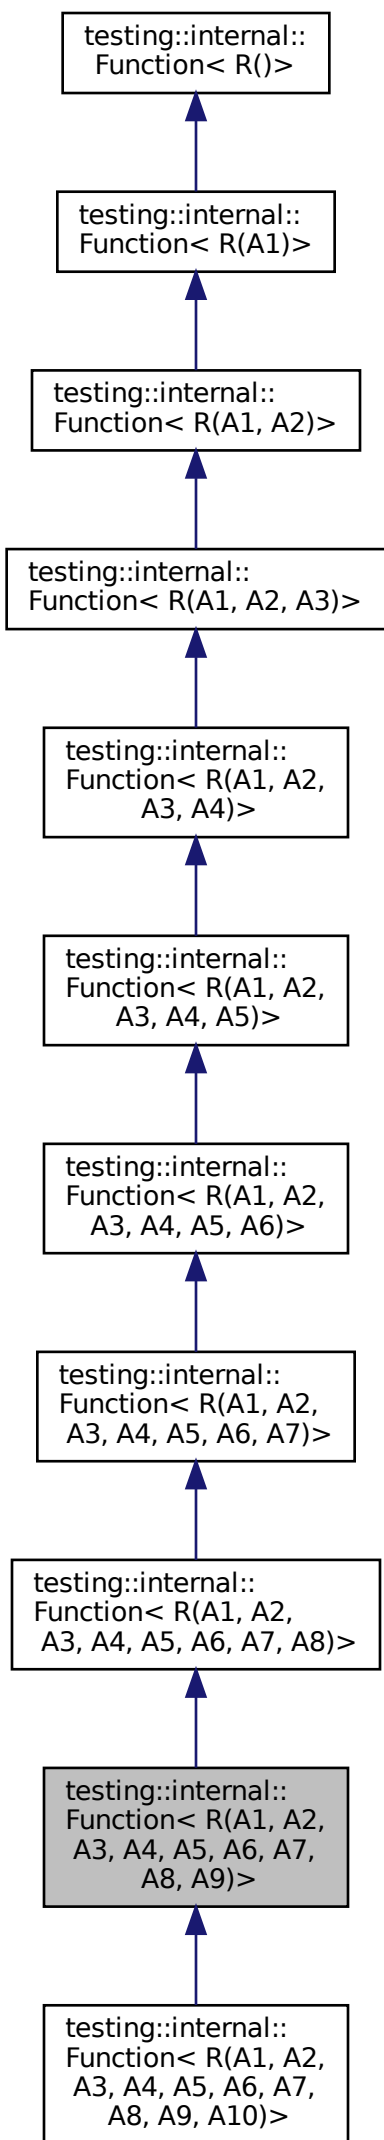 testing::internal::
Function< R()>
testing::internal::
Function< R(A1)>
testing::internal::
Function< R(A1, A2)>
testing::internal::
Function< R(A1, A2, A3)>
testing::internal::
Function< R(A1, A2,
A3, A4)>
testing::internal::
Function< R(A1, A2,
A3, A4, A5)>
testing::internal::
Function< R(A1, A2,
A3, A4, A5, A6)>
testing::internal::
Function< R(A1, A2,
A3, A4, A5, A6, A7)>
testing::internal::
Function< R(A1, A2,
A3, A4, A5, A6, A7, A8)>
testing::internal::
Function< R(A1, A2,
A3, A4, A5, A6, A7,
A8, A9)>
testing::internal::
Function< R(A1, A2,
A3, A4, A5, A6, A7,
A8, A9, A10)>